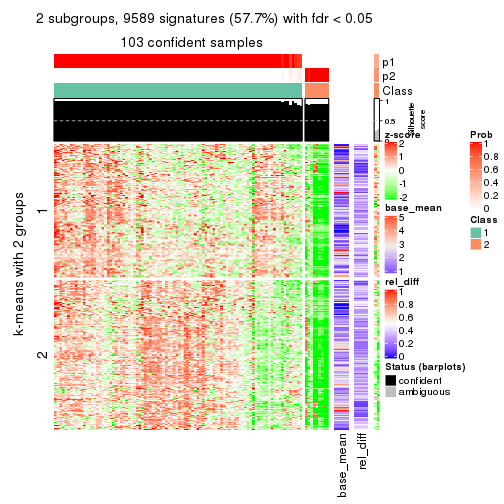 2 subgroups, 9589 signatures (57.7%) with fdr < 0.05
103 confident samples
p1
p2
Class
1
0.5
Silhouette
score
k-means with 2 groups
1
2
z-score
2
1
0
-1
-2
base_mean
5
4
3
2
1
rel_diff
1
0.8
0.6
0.4
0.2
0
Status (barplots)
confident
ambiguous
Prob
1
0.8
0.6
0.4
0.2
0
Class
1
2
base_mean
rel_diff